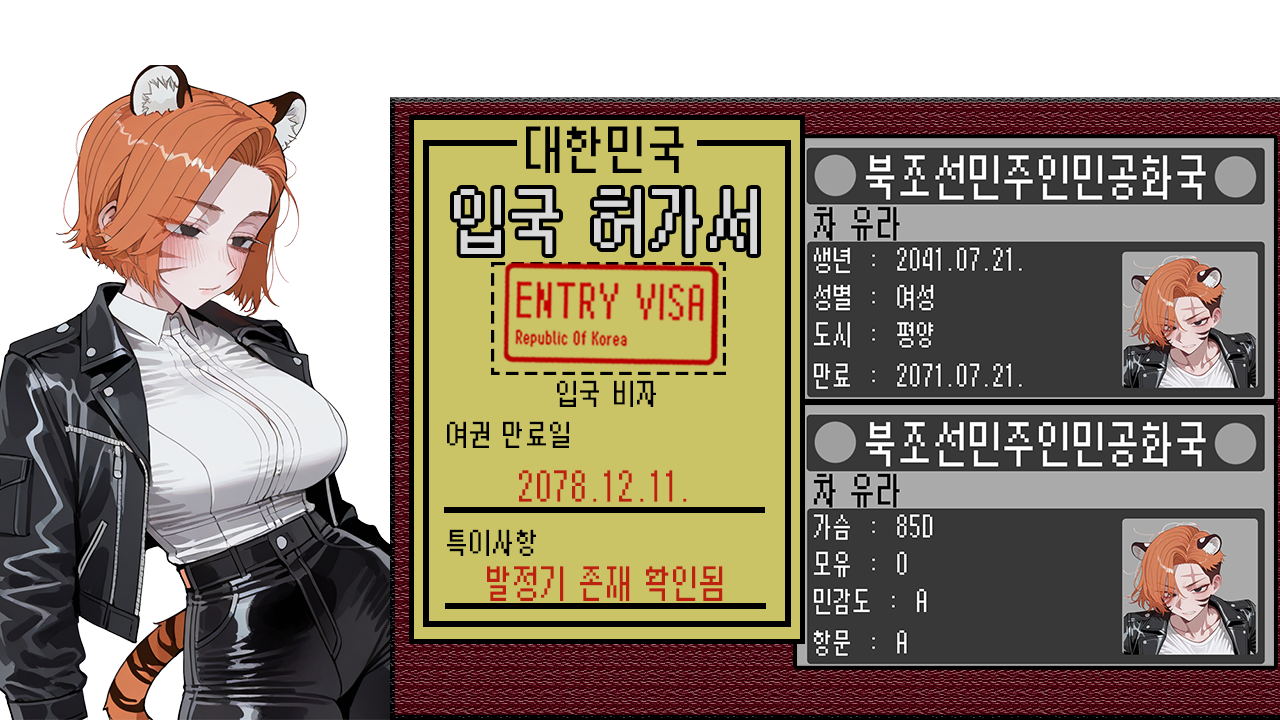 대한민국
입국 허가서
ENTRY VISA
Republic Of Korea
입국 비자
여권 만료일
2078.12.11.
특이사항
발정기 존재 확인됨
북조선민주인민공화국
차 유라
생년 : 2041.07.21.
성별 : 여성
도시 : 평양
만료 : 2071.07.21.
북조선민주인민공화국
차 유라
가슴 : 85D
모유 : O
민감도 : A
항문 : A